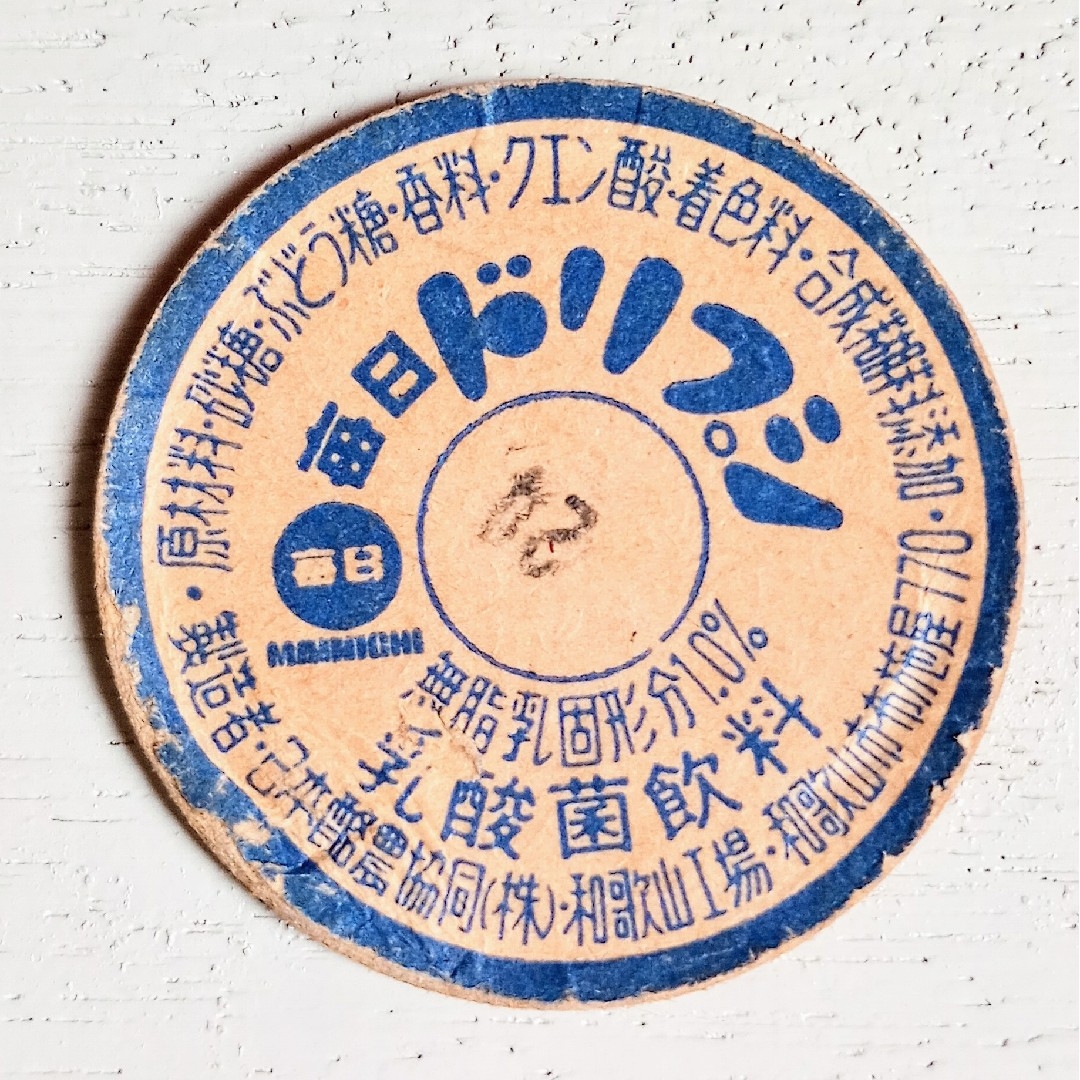 原材料・砂糖・ぶどう糖・香料・クエン酸・着色料・合成糊料添加・
毎日ドリプシ
毎日
MAINICHI
無脂乳固形分1.0%
乳酸菌飲料
製造者・日本酪農協同(株)・和歌山工場・和歌山市